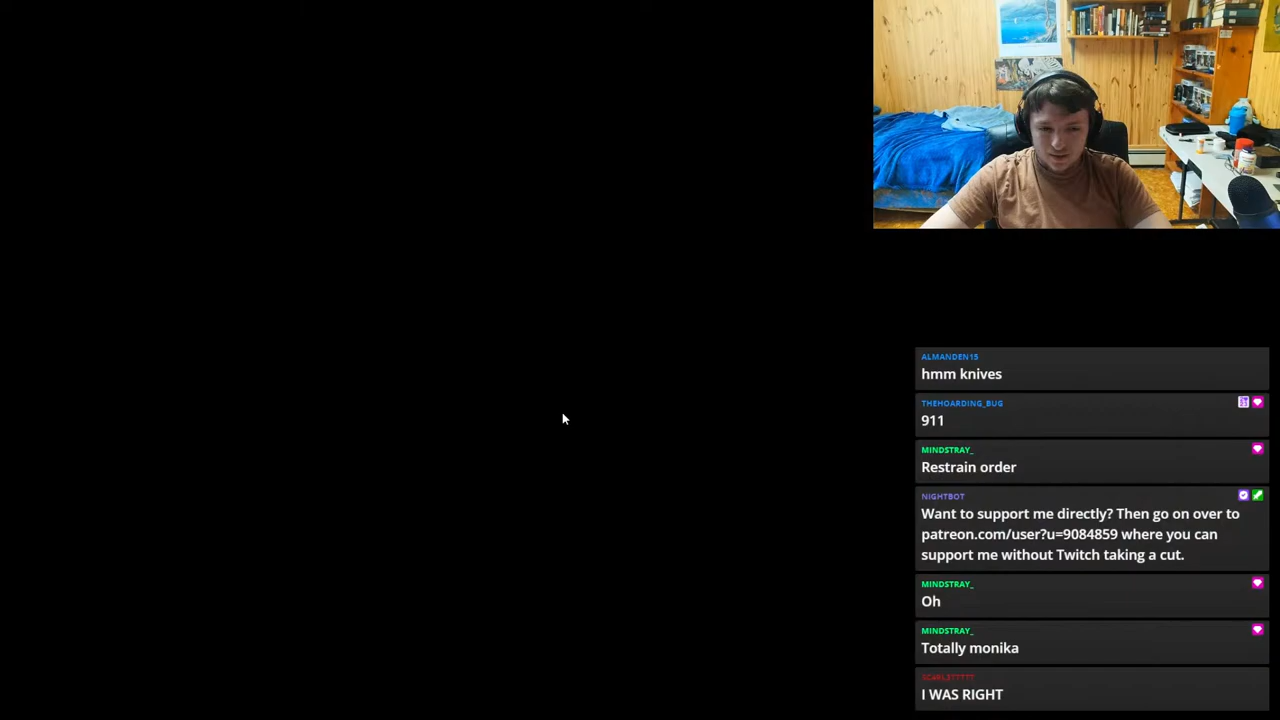 ALMANDEN15
hmm knives
THEHOARDING_BUG
911
MINDSTRAY_
Restrain order
NIGHTBOT
Want to support me directly? Then go on over to
patreon.com/user?u=9084859 where you can
support me without Twitch taking a cut.
MINDSTRAY_
Oh
MINDSTRAY_
Totally monika
I WAS RIGHT